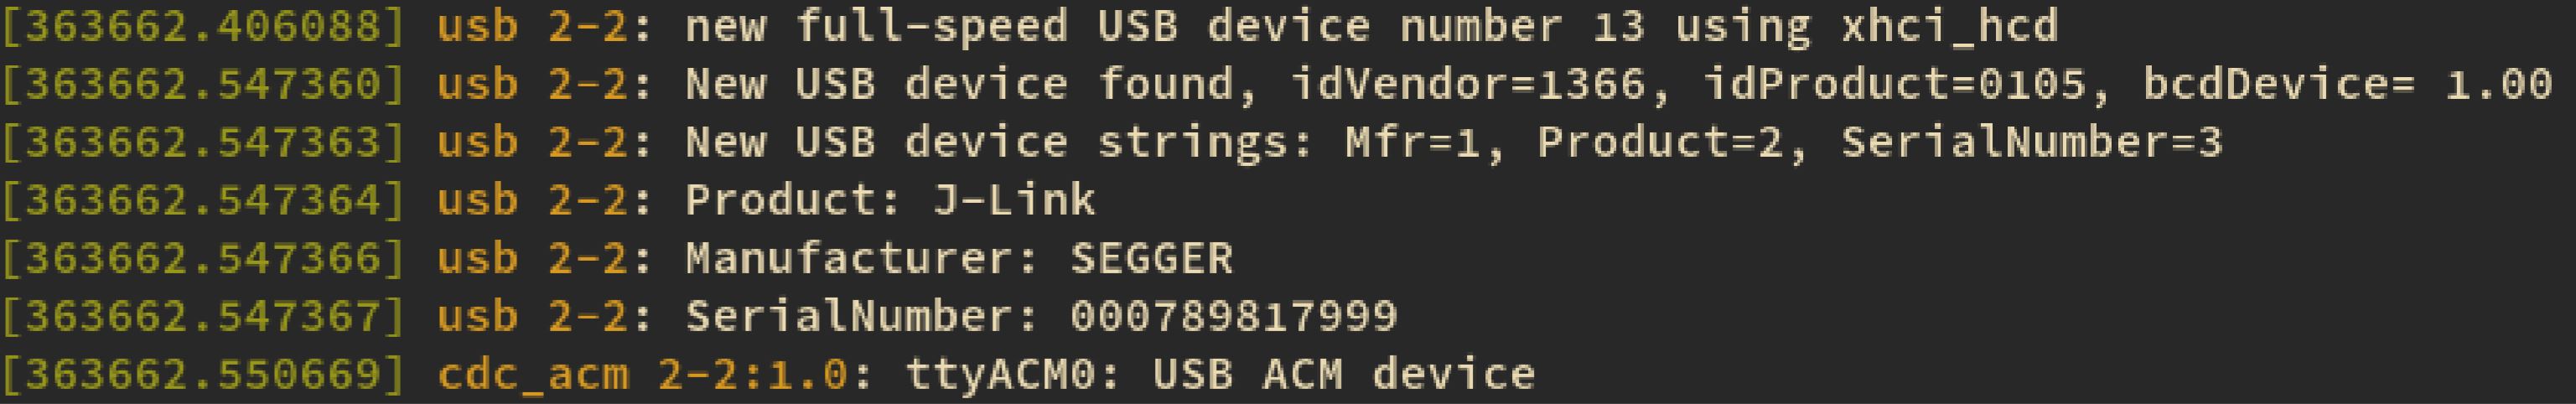 [363662.406088] usb 2-2: new full-speed USB device number 13 using xhci_hcd
[363662.547360] usb 2-2: New USB device found, idVendor=1366, idProduct=0105, bcdDevice= 1.00
[363662.547363] usb 2-2: New USB device strings: Mfr=1, Product=2, SerialNumber=3
[363662.547364] usb 2-2: Product: J-Link
[363662.547366] usb 2-2: Manufacturer: SEGGER
[363662.547367] usb 2-2: SerialNumber: 000789817999
[363662.550669] cdc_acm 2-2:1.0: ttyACM0: USB ACM device